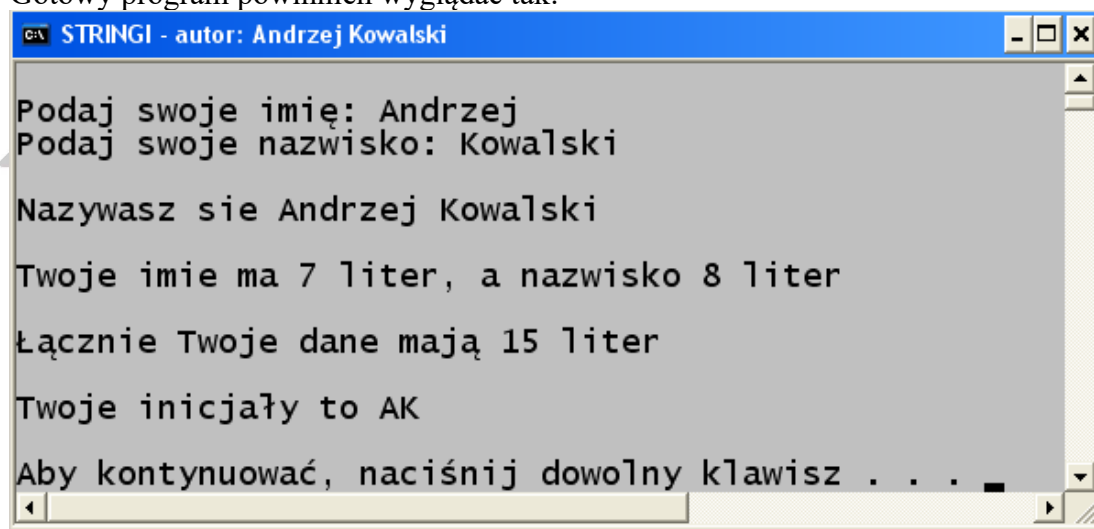 Gotowy program powinien wyglądać tak:
STRINGI - autor: Andrzej Kowalski
Podaj swoje imię: Andrzej
Podaj swoje nazwisko: Kowalski
Nazywasz sie Andrzej Kowalski
Twoje imie ma 7 liter, a nazwisko 8 liter
Łącznie Twoje dane mają 15 liter
Twoje inicjały to AK
Aby kontynuować, naciśnij dowolny klawisz . . .